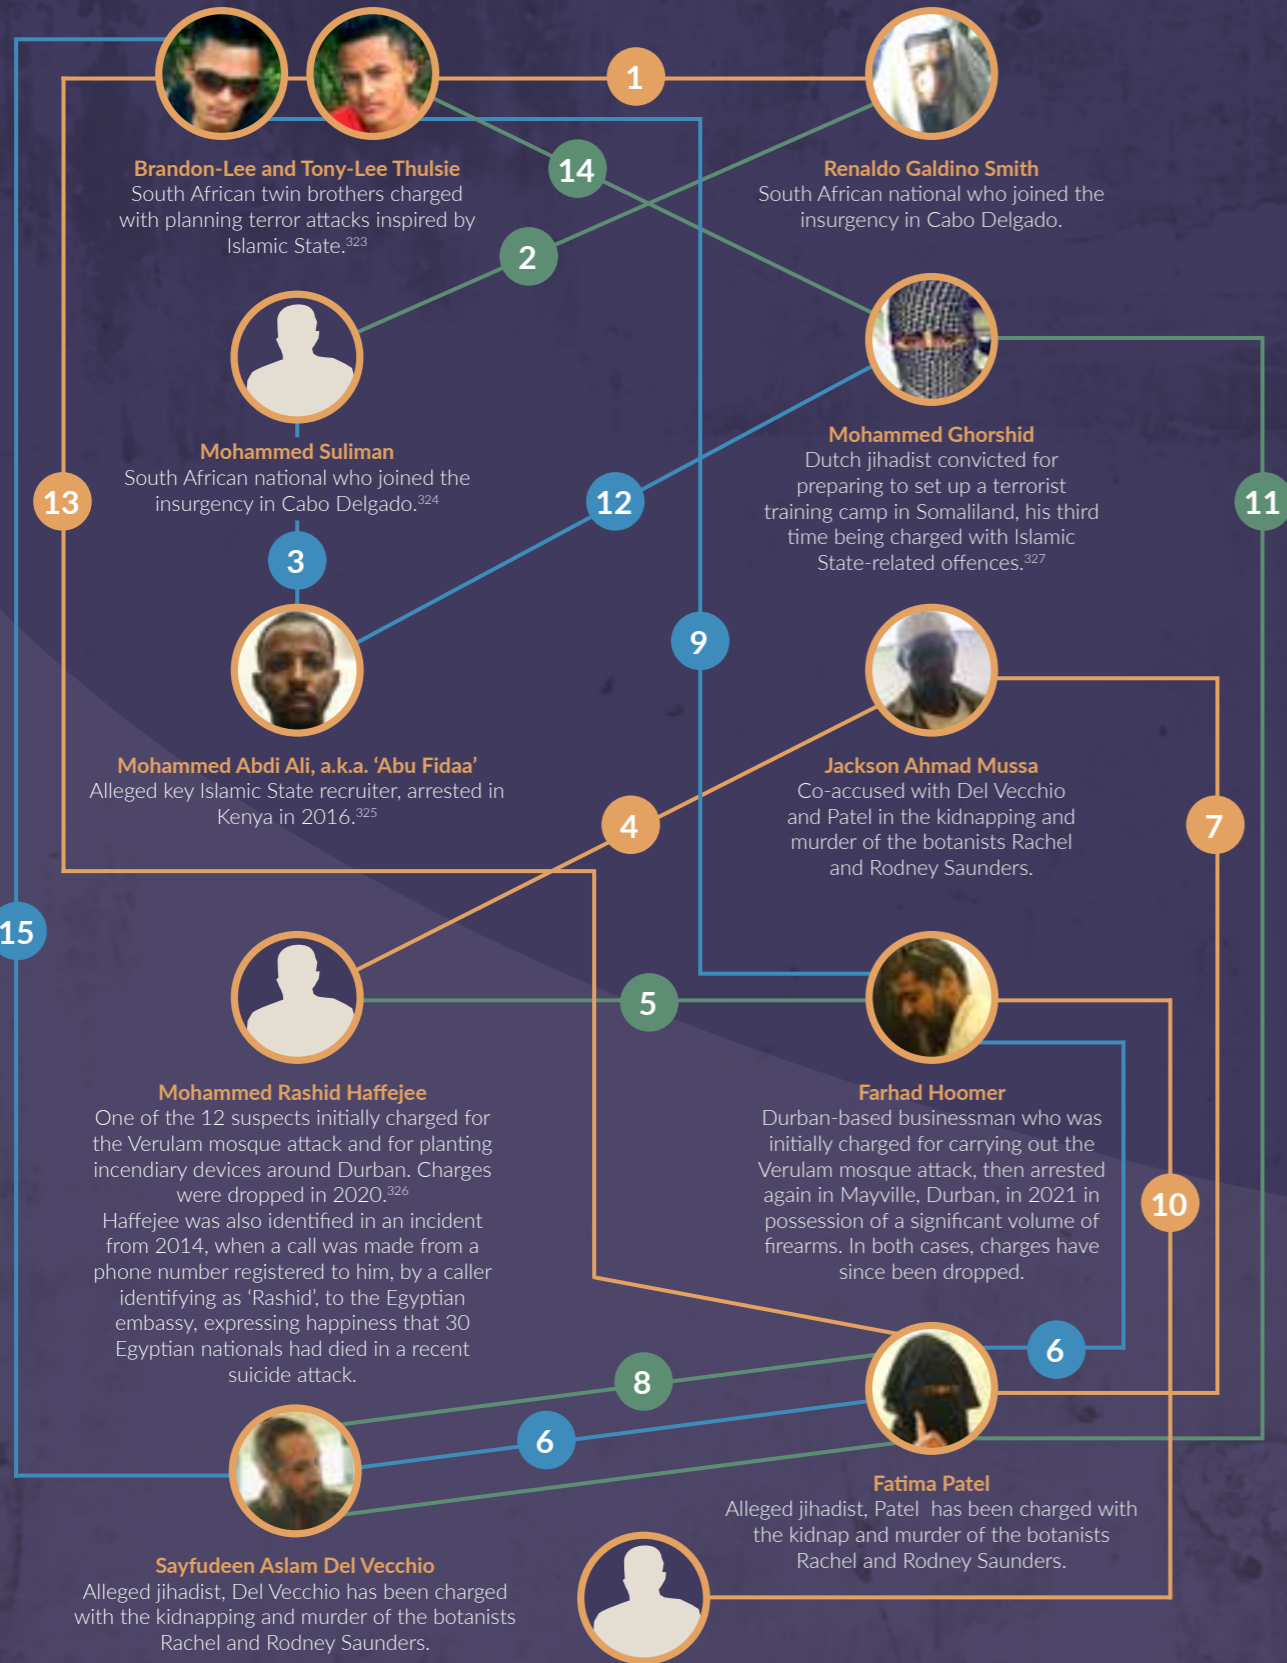 1
14
Brandon-Lee and Tony-Lee Thulsie
South African twin brothers charged
with planning terror attacks inspired by
Islamic State.323
Renaldo Galdino Smith
South African national who joined the
insurgency in Cabo Delgado.
2
Mohammed Suliman
South African national who joined the
insurgency in Cabo Delgado.324
Mohammed Ghorshid
Dutch jihadist convicted for
preparing to set up a terrorist
training camp in Somaliland, his third
time being charged with Islamic
State-related offences.327
13
12
11
3
9
Mohammed Abdi Ali, a.k.a. ‘Abu Fidaa’
Alleged key Islamic State recruiter, arrested in
Kenya in 2016.325
Jackson Ahmad Mussa
Co-accused with Del Vecchio
and Patel in the kidnapping and
murder of the botanists Rachel
and Rodney Saunders.
4
7
15
5
Mohammed Rashid Haffejee
One of the 12 suspects initially charged for
the Verulam mosque attack and for planting
incendiary devices around Durban. Charges
were dropped in 2020.326
Haffejee was also identified in an incident
from 2014, when a call was made from a
phone number registered to him, by a caller
identifying as ‘Rashid’, to the Egyptian
embassy, expressing happiness that 30
Egyptian nationals had died in a recent
suicide attack.
Farhad Hoomer
Durban-based businessman who was
initially charged for carrying out the
Verulam mosque attack, then arrested
again in Mayville, Durban, in 2021 in
possession of a significant volume of
firearms. In both cases, charges have
since been dropped.
10
6
8
6
Fatima Patel
Alleged jihadist, Patel has been charged with
the kidnap and murder of the botanists
Rachel and Rodney Saunders.
Sayfudeen Aslam Del Vecchio
Alleged jihadist, Del Vecchio has been charged
with the kidnapping and murder of the botanists
Rachel and Rodney Saunders.